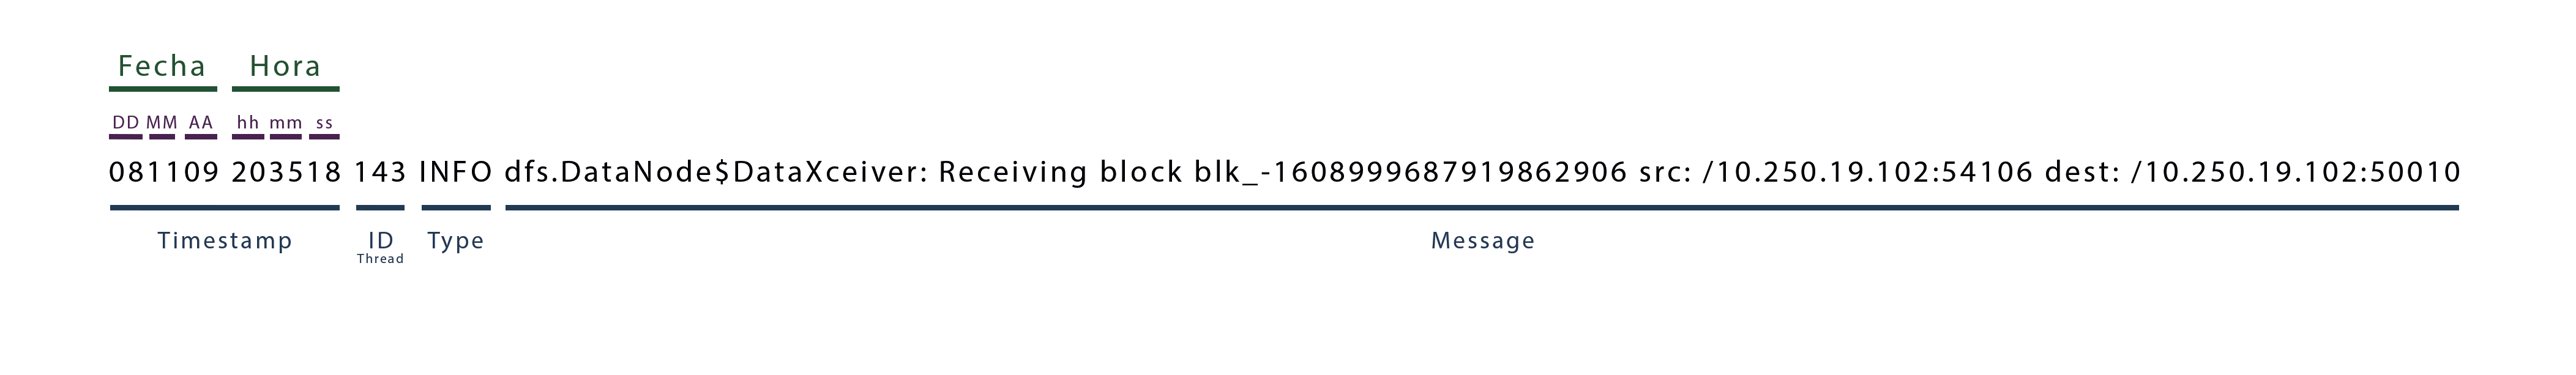 Fecha Hora
DD MM AA hh mm ss
081109 203518 143 INFO dfs.DataNode$DataXceiver: Receiving block blk_-1608999687919862906 src: /10.250.19.102:54106 dest: /10.250.19.102:50010
Timestamp ID Type Message
Thread